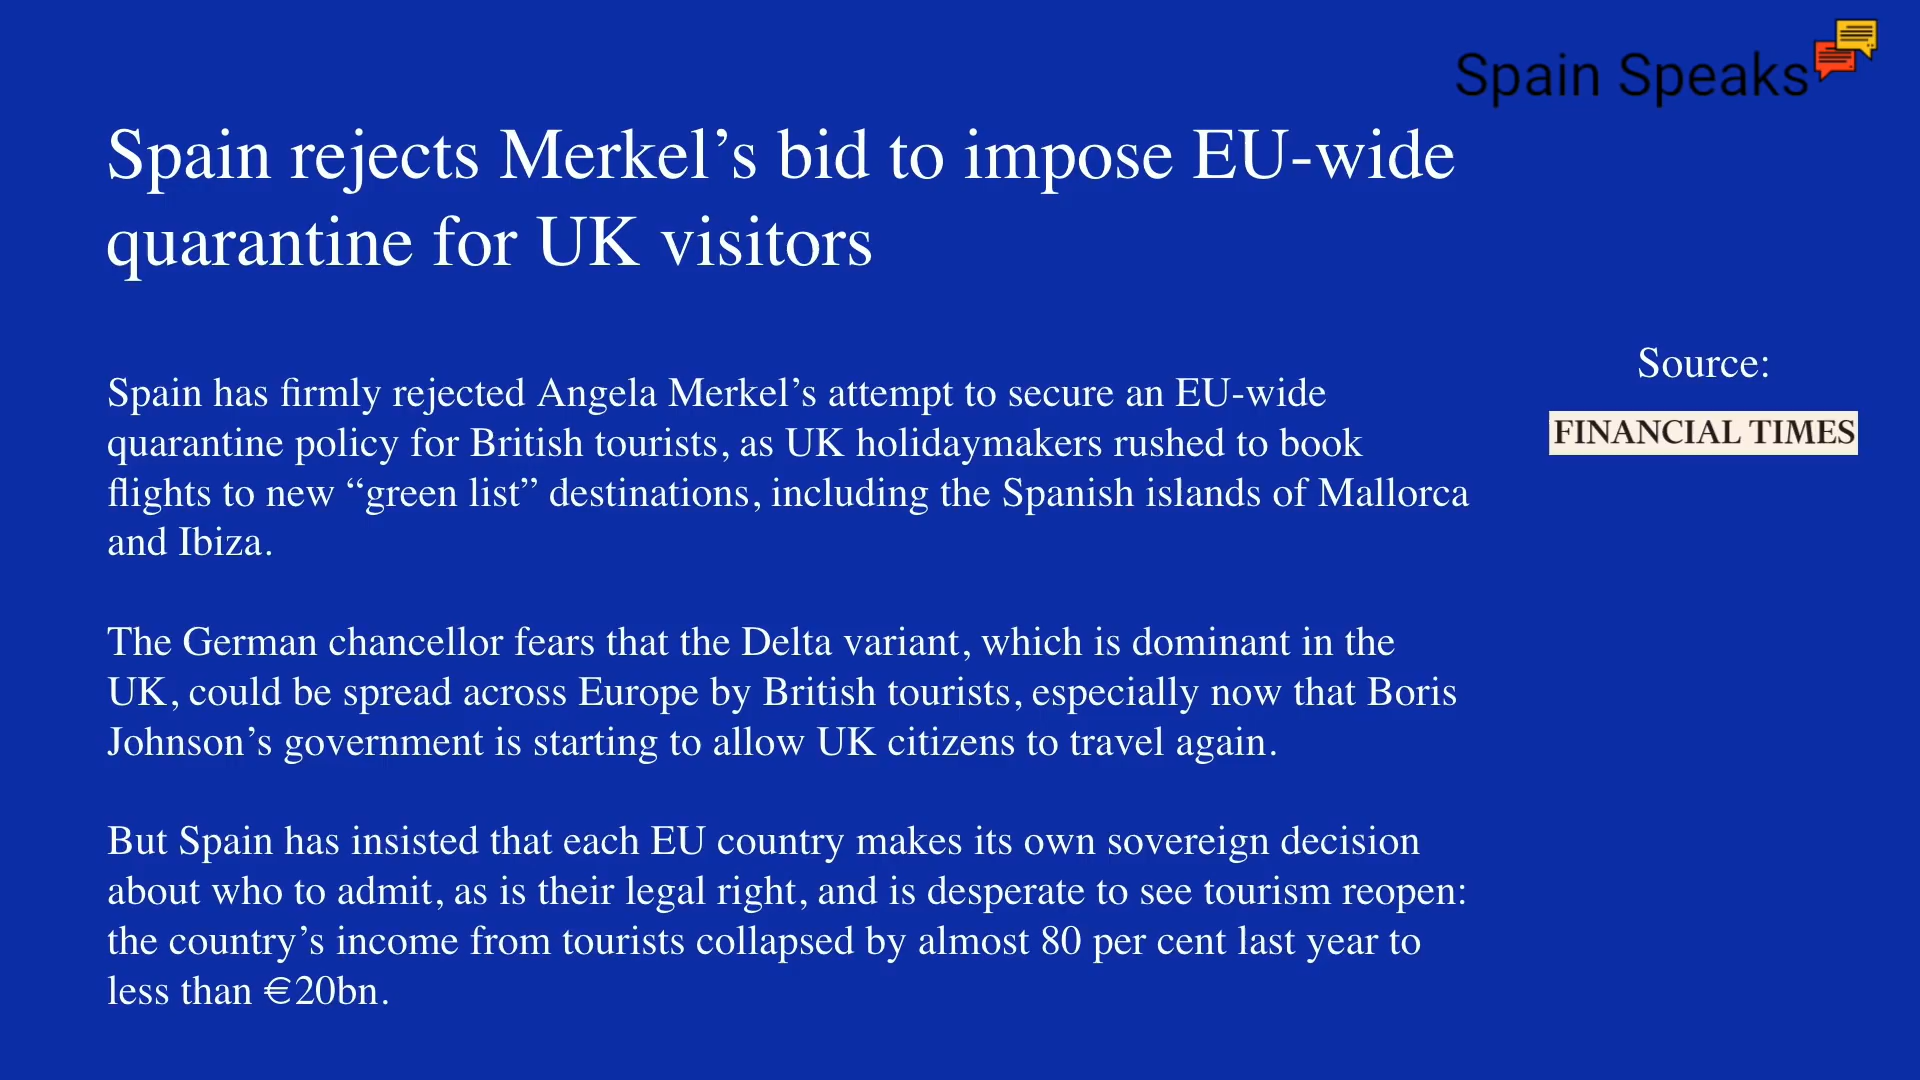 Spain Speaks
Spain rejects Merkel’s bid to impose EU-wide
quarantine for UK visitors
Spain has firmly rejected Angela Merkel’s attempt to secure an EU-wide
quarantine policy for British tourists, as UK holidaymakers rushed to book
flights to new “green list” destinations, including the Spanish islands of Mallorca
and Ibiza.
The German chancellor fears that the Delta variant, which is dominant in the
UK, could be spread across Europe by British tourists, especially now that Boris
Johnson’s government is starting to allow UK citizens to travel again.
But Spain has insisted that each EU country makes its own sovereign decision
about who to admit, as is their legal right, and is desperate to see tourism reopen:
the country’s income from tourists collapsed by almost 80 per cent last year to
less than €20bn.
Source:
FINANCIAL TIMES